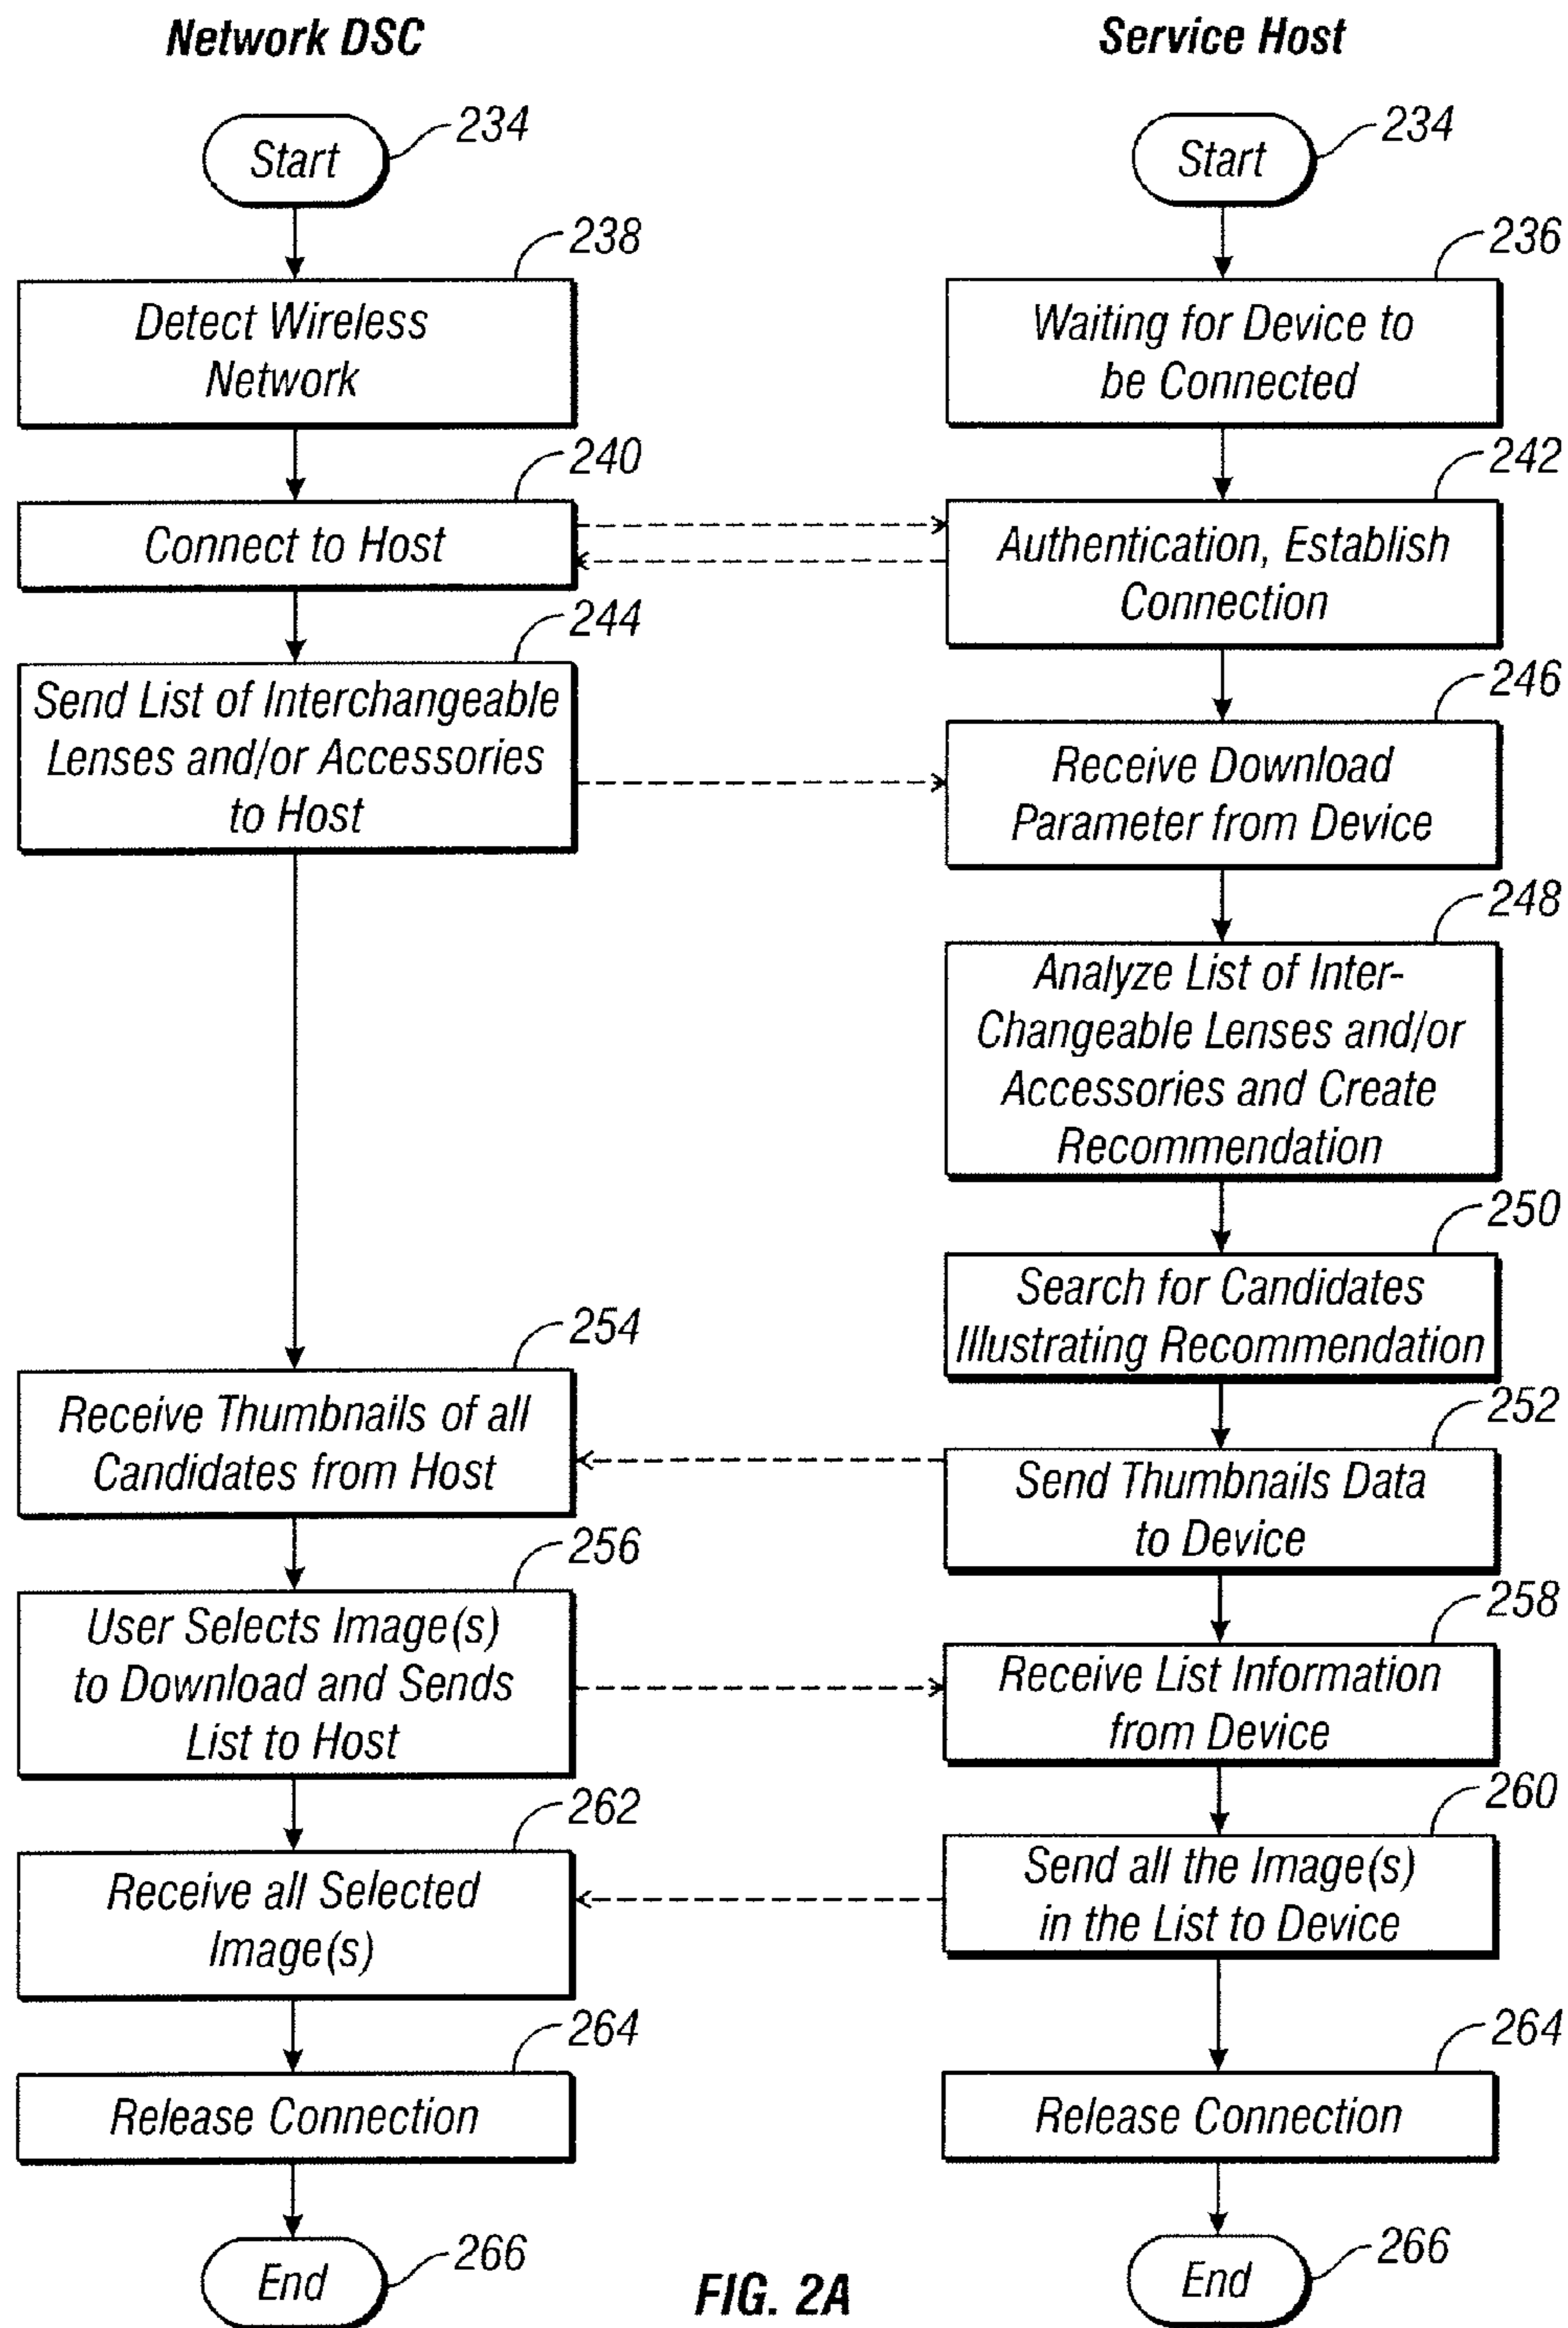 Network DSC
Service Host
Start
234
Start
234
238
Detect Wireless
Network
236
Waiting for Device to
be Connected
240
Connect to Host
242
Authentication, Establish
Connection
244
Send List of Interchangeable
Lenses and/or Accessories
to Host
246
Receive Download
Parameter from Device
248
Analyze List of Inter-
Changeable Lenses and/or
Accessories and Create
Recommendation
250
Search for Candidates
Illustrating Recommendation
254
Receive Thumbnails of all
Candidates from Host
252
Send Thumbnails Data
to Device
256
User Selects Image(s)
to Download and Sends
List to Host
258
Receive List Information
from Device
262
Receive all Selected
Image(s)
260
Send all the Image(s)
in the List to Device
264
Release Connection
264
Release Connection
End
266
End
266
FIG. 2A